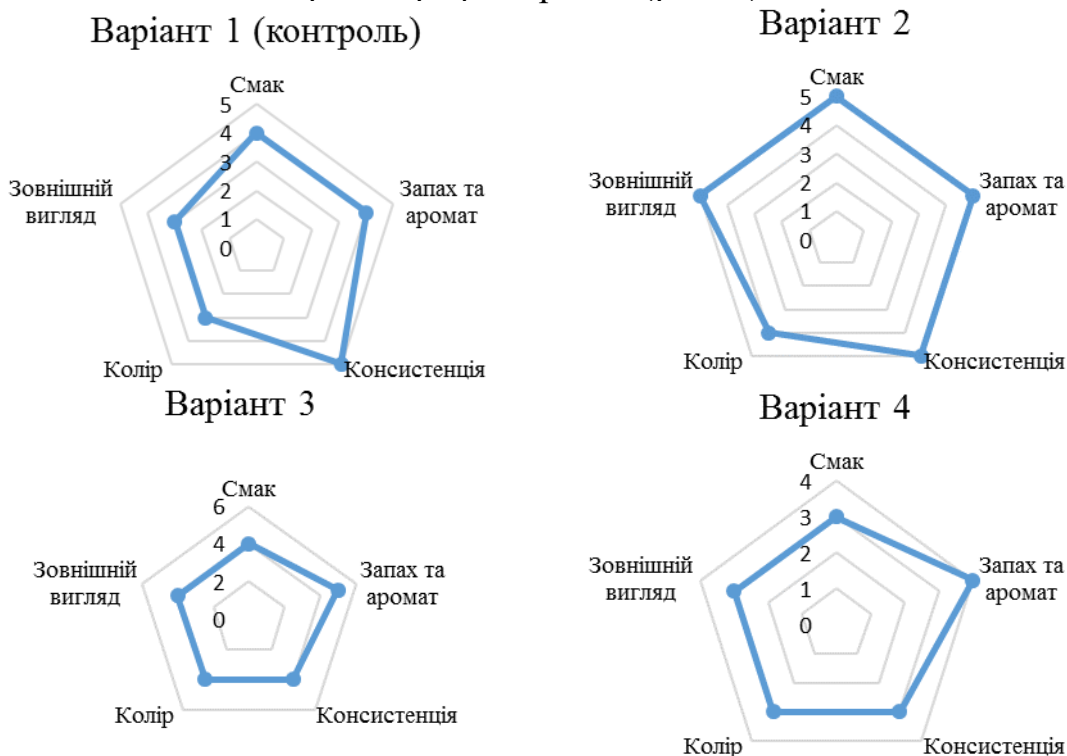 Варіант 1 (контроль)
Смак
5
4
3
2
1
0
Запах та
аромат
Консистенція
Колір
Зовнішній
вигляд
Варіант 2
Смак
5
4
3
2
1
0
Запах та
аромат
Консистенція
Колір
Зовнішній
вигляд
Варіант 3
Смак
6
4
2
0
Запах та
аромат
Консистенція
Колір
Зовнішній
вигляд
Варіант 4
Смак
4
3
2
1
0
Запах та
аромат
Консистенція
Колір
Зовнішній
вигляд